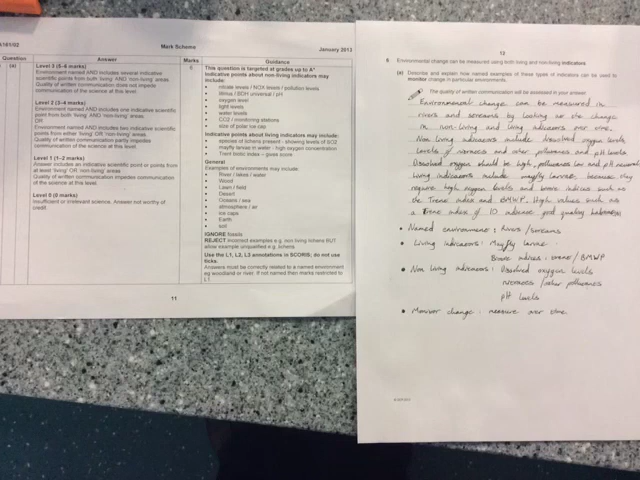 Mark Scheme
January 2013
Question
Answer
Marks
Guidance
(a)
Level 3 (5–6 marks)
Environment named AND includes several indicative
scientific points from both 'living' AND 'non-living' areas.
Quality of written communication does not impede
communication of the science at this level.
Level 2 (3–4 marks)
Environment named AND includes one indicative scientific
point from both 'living' AND 'non-living' areas
OR
Environment named AND includes two indicative scientific
points from either 'living' OR 'non-living' areas.
Quality of written communication partly impedes
communication of the science at this level.
Level 1 (1–2 marks)
Answer includes an indicative scientific point or points from
at least 'living' OR 'non-living' areas.
Quality of written communication impedes communication
of the science at this level.
Level 0 (0 marks)
Insufficient or irrelevant science. Answer not worthy of
credit.
6
This question is targeted at grades up to A*
Indicative points about non-living indicators may
include:
• nitrate levels / NOX levels / pollution levels
• / pH
• oxygen level
• light levels
• water levels
• CO2 / monitoring stations
• size of polar ice cap
Indicative points about living indicators may include:
• species of lichens present - showing levels of SO2
• mayfly larvae in water : high oxygen concentration
• Trent biotic index – gives score
General
Examples of environments may include:
• River / lakes / water
• Wood
• Lawn / field
• Desert
• Oceans / sea
• atmosphere / air
• ice caps
• Earth
• soil
IGNORE fossils
REJECT incorrect examples e.g. non living lichens BUT
allow example unqualified e.g. lichens
Use the L1, L2, L3 annotations in SCORIS; do not use
ticks.
Answers must be correctly related to a named environment
eg woodland or river. If not named then marks restricted to
L1.
11
12
6 Environmental change can be measured using both living and non-living indicators.
(a) Describe and explain how named examples of these types of indicators can be used to
monitor change in particular environments.
The quality of written communication will be assessed in your answer.
Environmental change can be measured in
rivers and streams by looking at the change
in non-living and living indicators over time.
Non living indicators include dissolved oxygen levels
levels of nitrates and other pollutants and pH levels
Dissolved oxygen should be high, pollutants low and pH neutral
Living indicators include mayfly larvae because they
require high oxygen levels and biotic indices such as
the Trent index and BMWP. High values such as
a Trent index of 10 indicate good quality
• Named environment : Rivers / streams
• Living indicators : Mayfly larvae
Biotic indices : trent / BMWP
• Non living indicators : Dissolved oxygen levels
nitrates / other pollutants
pH levels
• Monitor change : measure over time